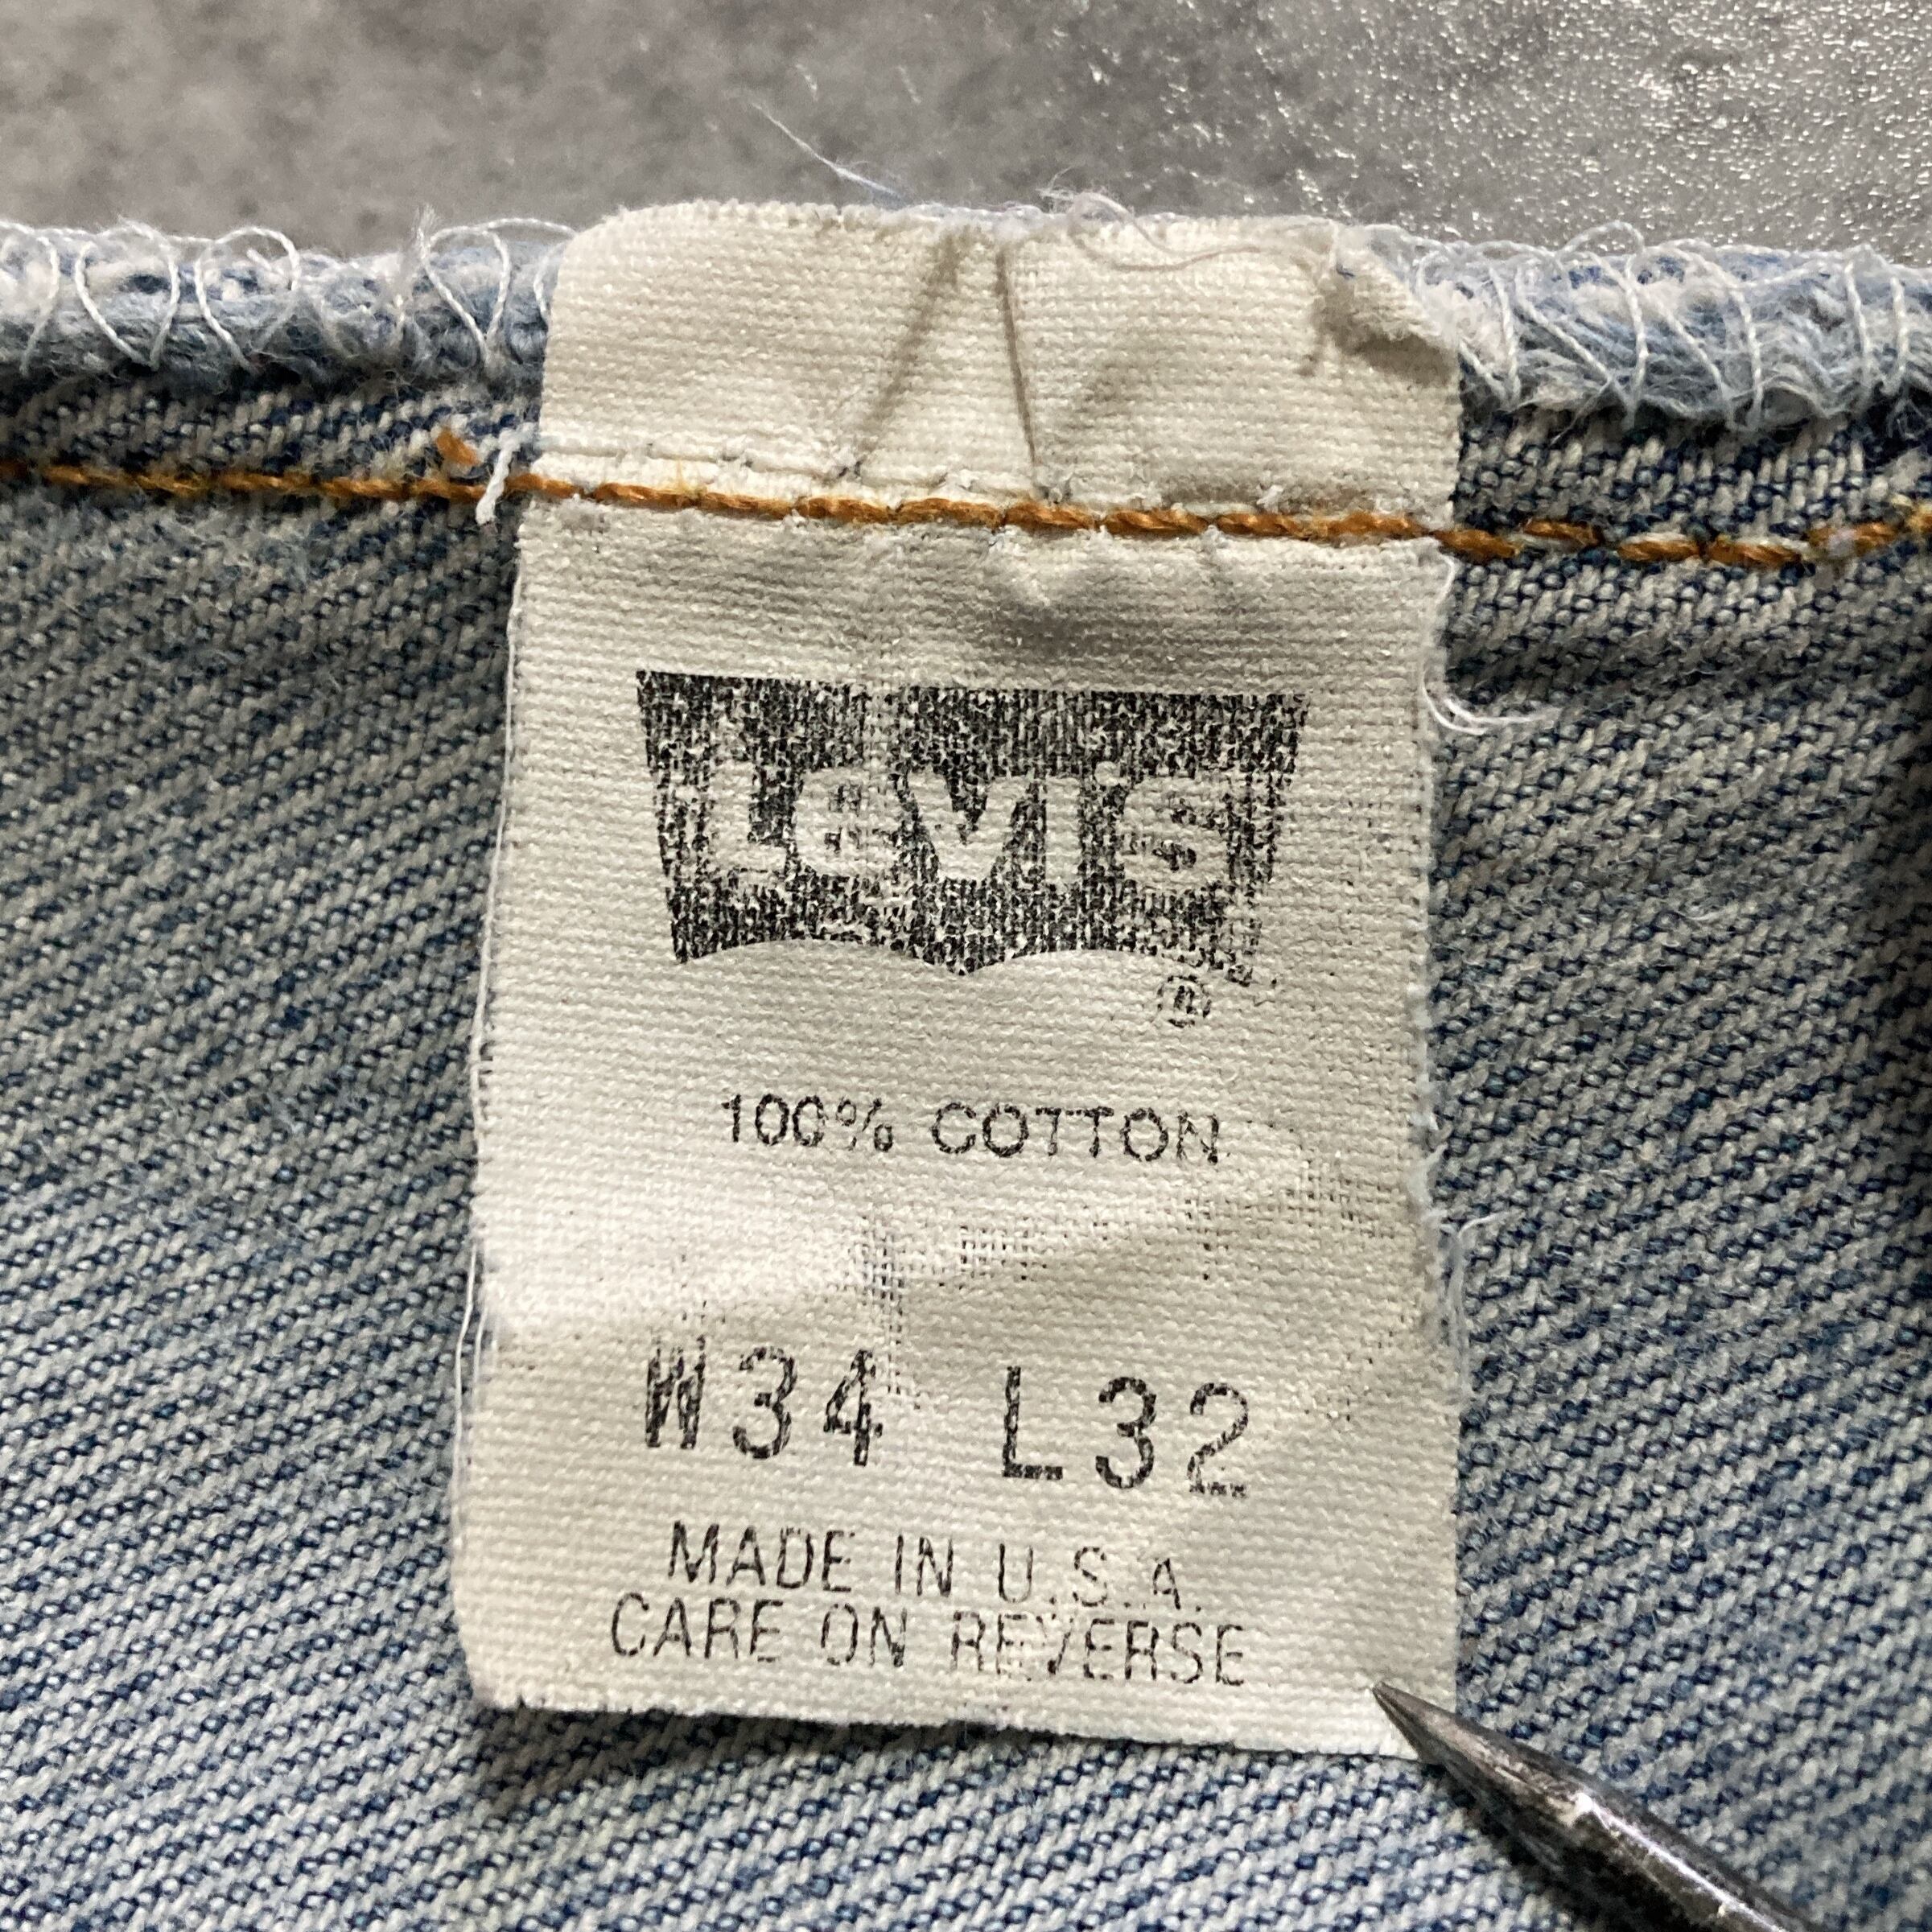 Levi's
®
100% COTTON
W34 L32
MADE IN U.S.A.
CARE ON REVERSE